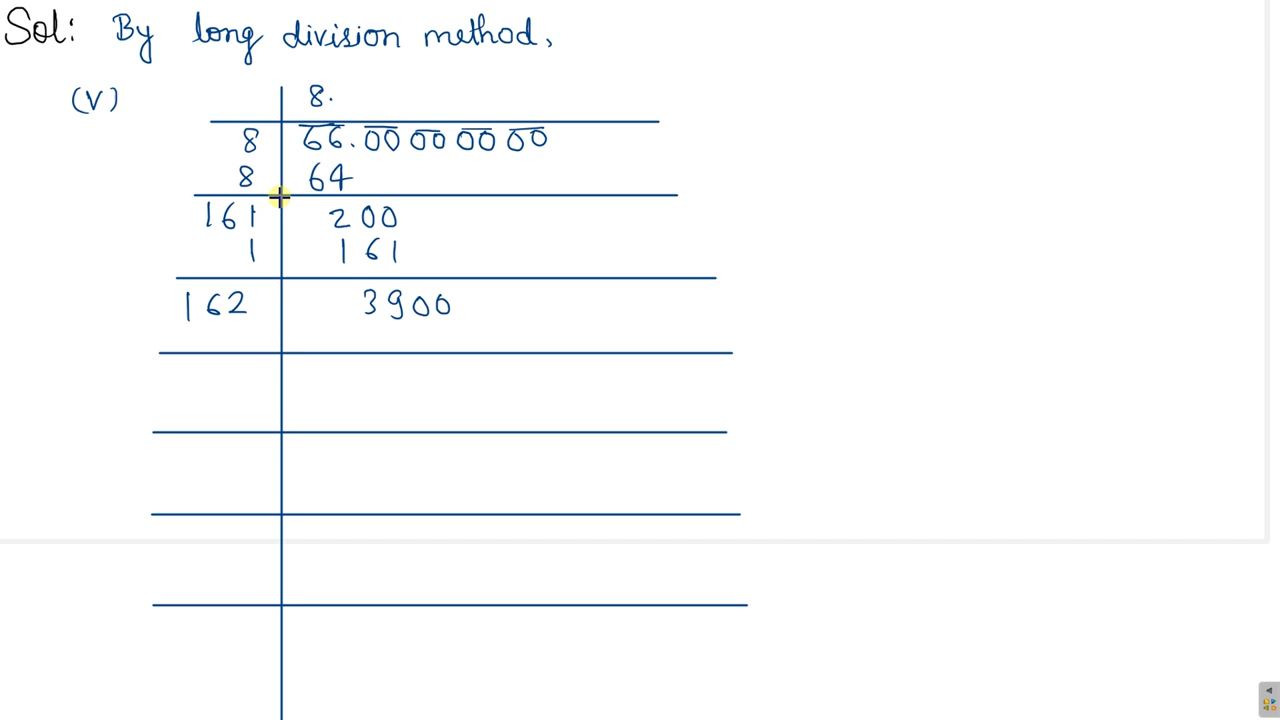 Sol: By long division method,
(V)
8.
8 66.00 00 00 00
8 64
161 200
1 161
162 3900